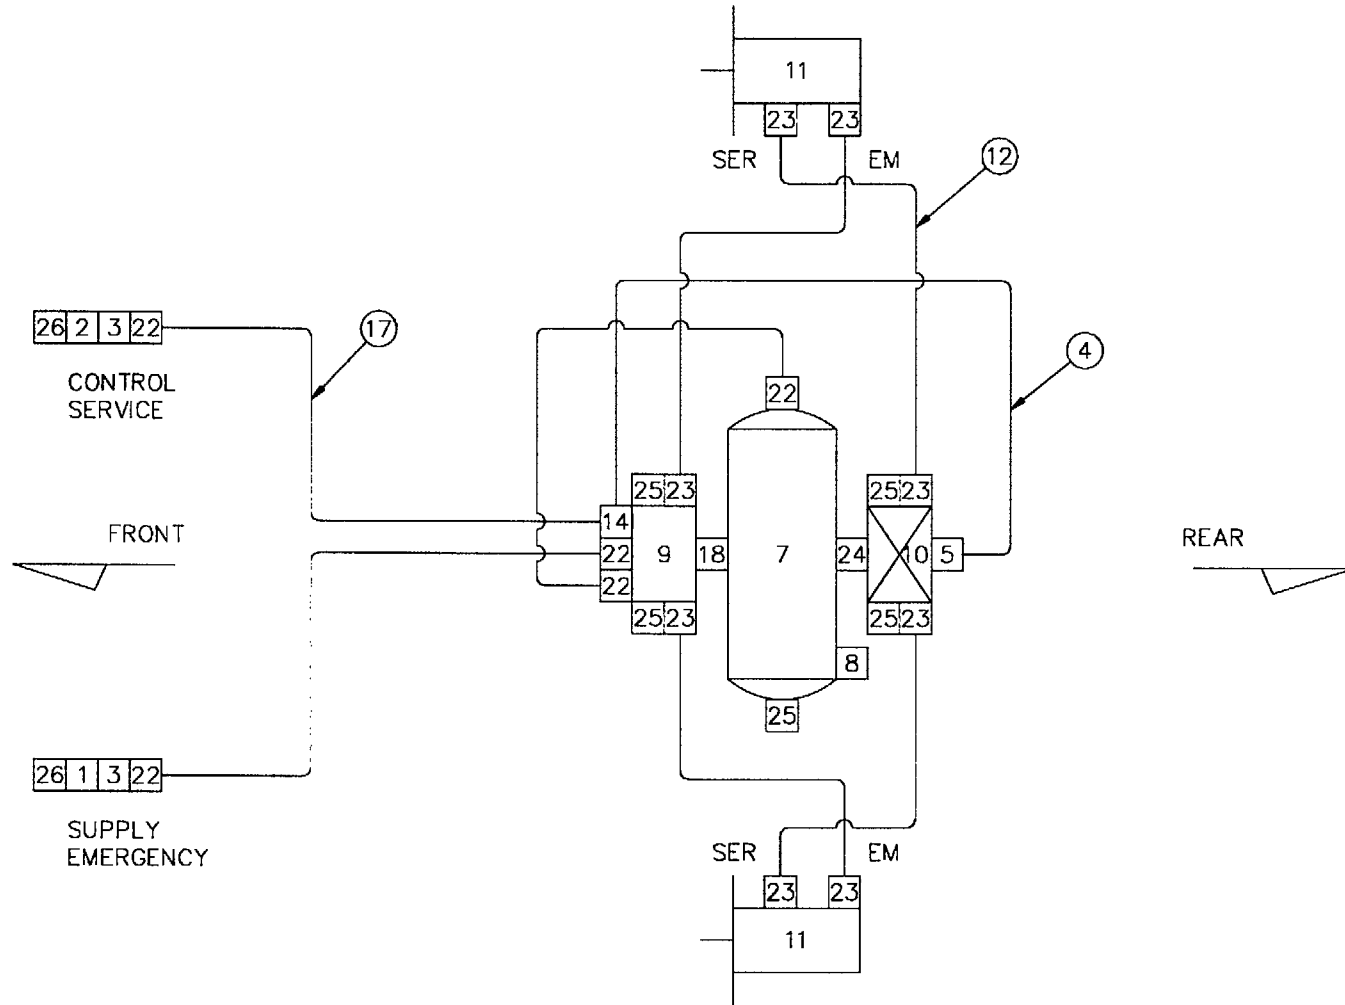 11
23 23
SER EM
12
26 2 3 22
17
4
CONTROL
SERVICE
22
25 23
25 23
FRONT
14
REAR
22 9 18 7 24 10 5
22
25 23
25 23
8
25
26 1 3 22
SUPPLY
EMERGENCY
SER EM
23 23
11